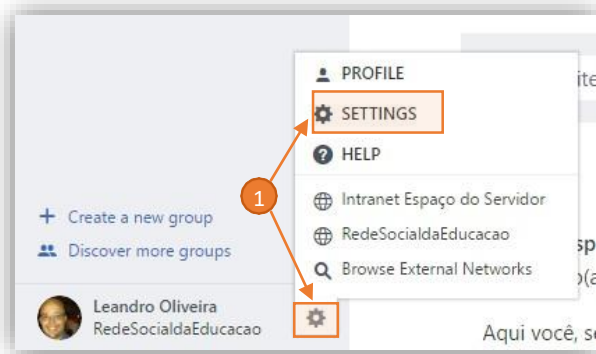 PROFILE
SETTINGS
HELP
1
Intranet Espaço do Servidor
RedeSocialdaEducacao
Browse External Networks
+ Create a new group
Discover more groups
Leandro Oliveira
RedeSocialdaEducacao
Aqui você, s